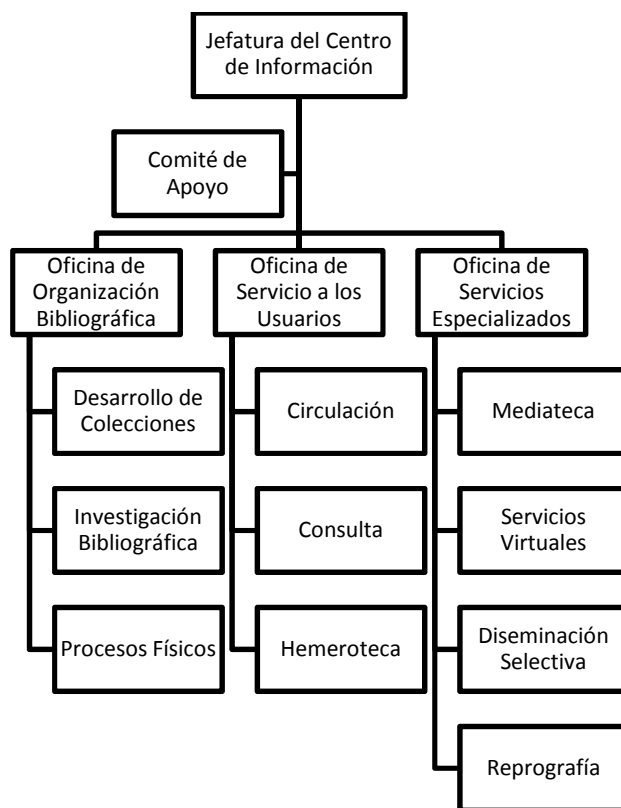 Jefatura del Centro
de Información
Comité de
Apoyo
Oficina de
Organización
Bibliográfica
Oficina de
Servicio a los
Usuarios
Oficina de
Servicios
Especializados
Desarrollo de
Colecciones
Circulación
Mediateca
Investigación
Bibliográfica
Consulta
Servicios
Virtuales
Procesos Físicos
Hemeroteca
Diseminación
Selectiva
Reprografía